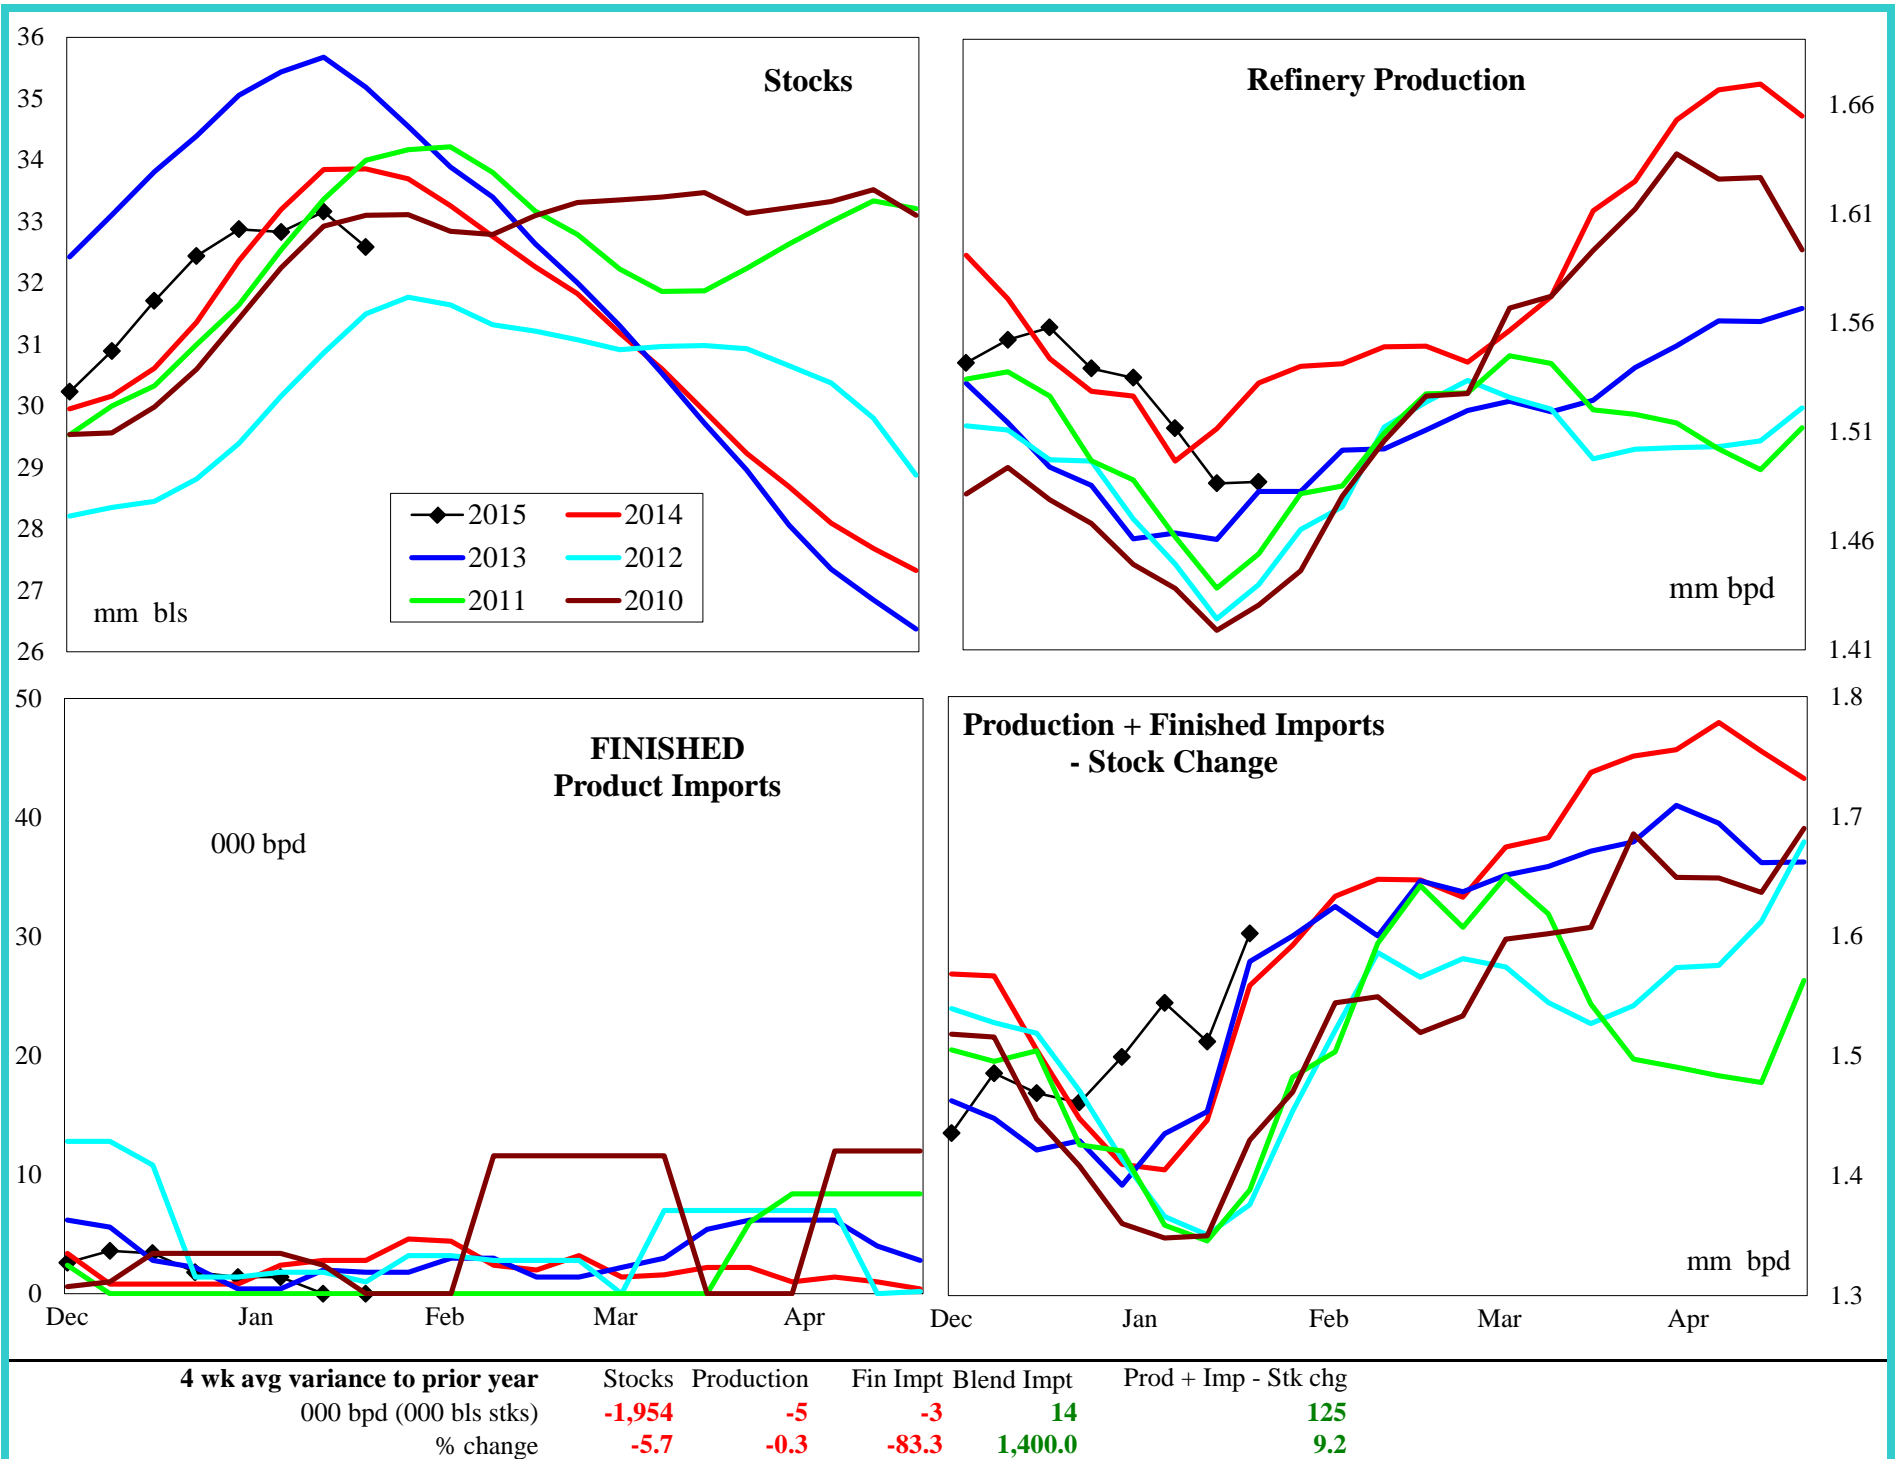 Stocks
36
35
34
33
32
31
30
29
28
27
26
2015
2014
2013
2012
2011
2010
mm bls
Refinery Production
1.66
1.61
1.56
1.51
1.46
1.41
mm bpd
FINISHED
Product Imports
000 bpd
50
40
30
20
10
0
Dec Jan Feb Mar Apr
Production + Finished Imports
- Stock Change
1.8
1.7
1.6
1.5
1.4
1.3
mm bpd
Dec Jan Feb Mar Apr
4 wk avg variance to prior year Stocks Production Fin Impt Blend Impt Prod + Imp - Stk chg
000 bpd (000 bls stks) -1,954 -5 -3 14 125
% change -5.7 -0.3 -83.3 1,400.0 9.2